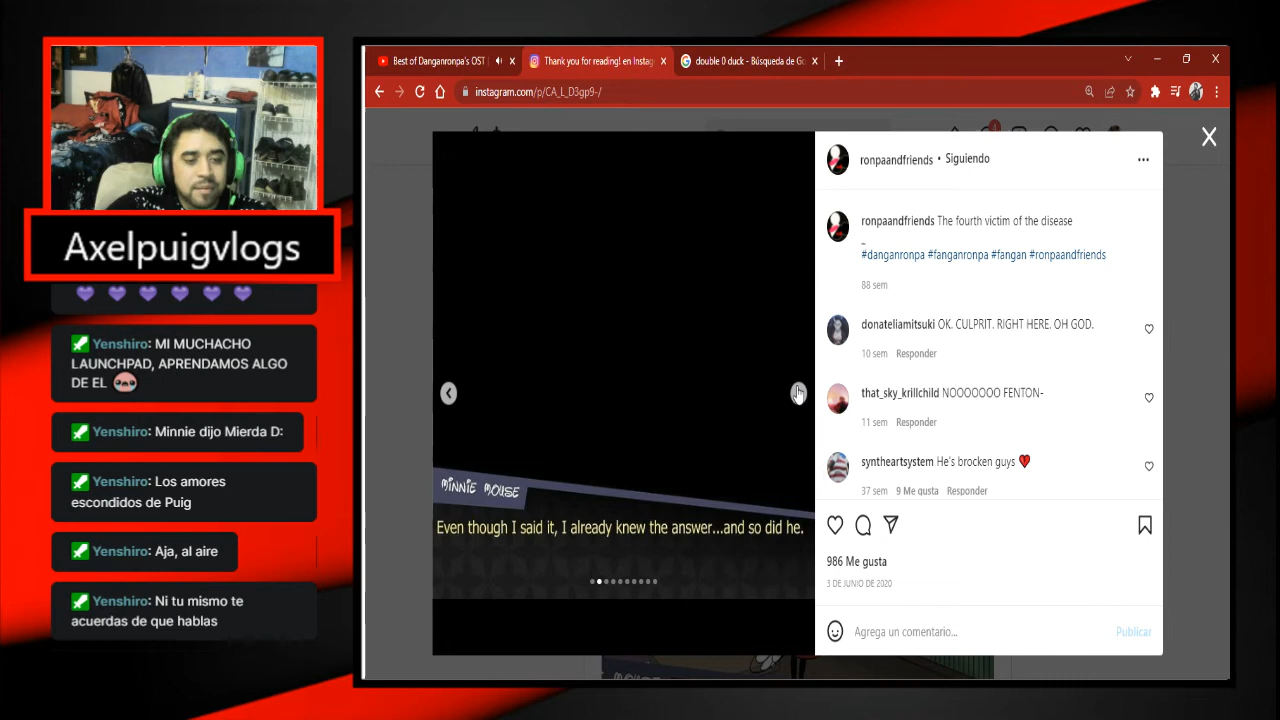 Best of Danganronpa's OST
Thank you for reading! en Instag
double 0 duck - Búsqueda de Go
instagram.com/p/CA_L_D3gp9-/
Axelpuigvlogs
Yenshiro: MI MUCHACHO
LAUNCHPAD, APRENDAMOS ALGO
DE EL
Yenshiro: Minnie dijo Mierda D:
Yenshiro: Los amores
escondidos de Puig
Yenshiro: Aja, al aire
Yenshiro: Ni tu mismo te
acuerdas de que hablas
MINNIE MOUSE
Even though I said it, I already knew the answer...and so did he.
ronpaandfriends • Siguiendo
ronpaandfriends The fourth victim of the disease
_
#danganronpa #fanganronpa #fangan #ronpaandfriends
88 sem
donateliamitsuki OK. CULPRIT. RIGHT HERE. OH GOD.
10 sem Responder
that_sky_krillchild NOOOOOOO FENTON-
11 sem Responder
syntheartsystem He's brocken guys
37 sem 9 Me gusta Responder
986 Me gusta
3 DE JUNIO DE 2020
Agrega un comentario...
Publicar